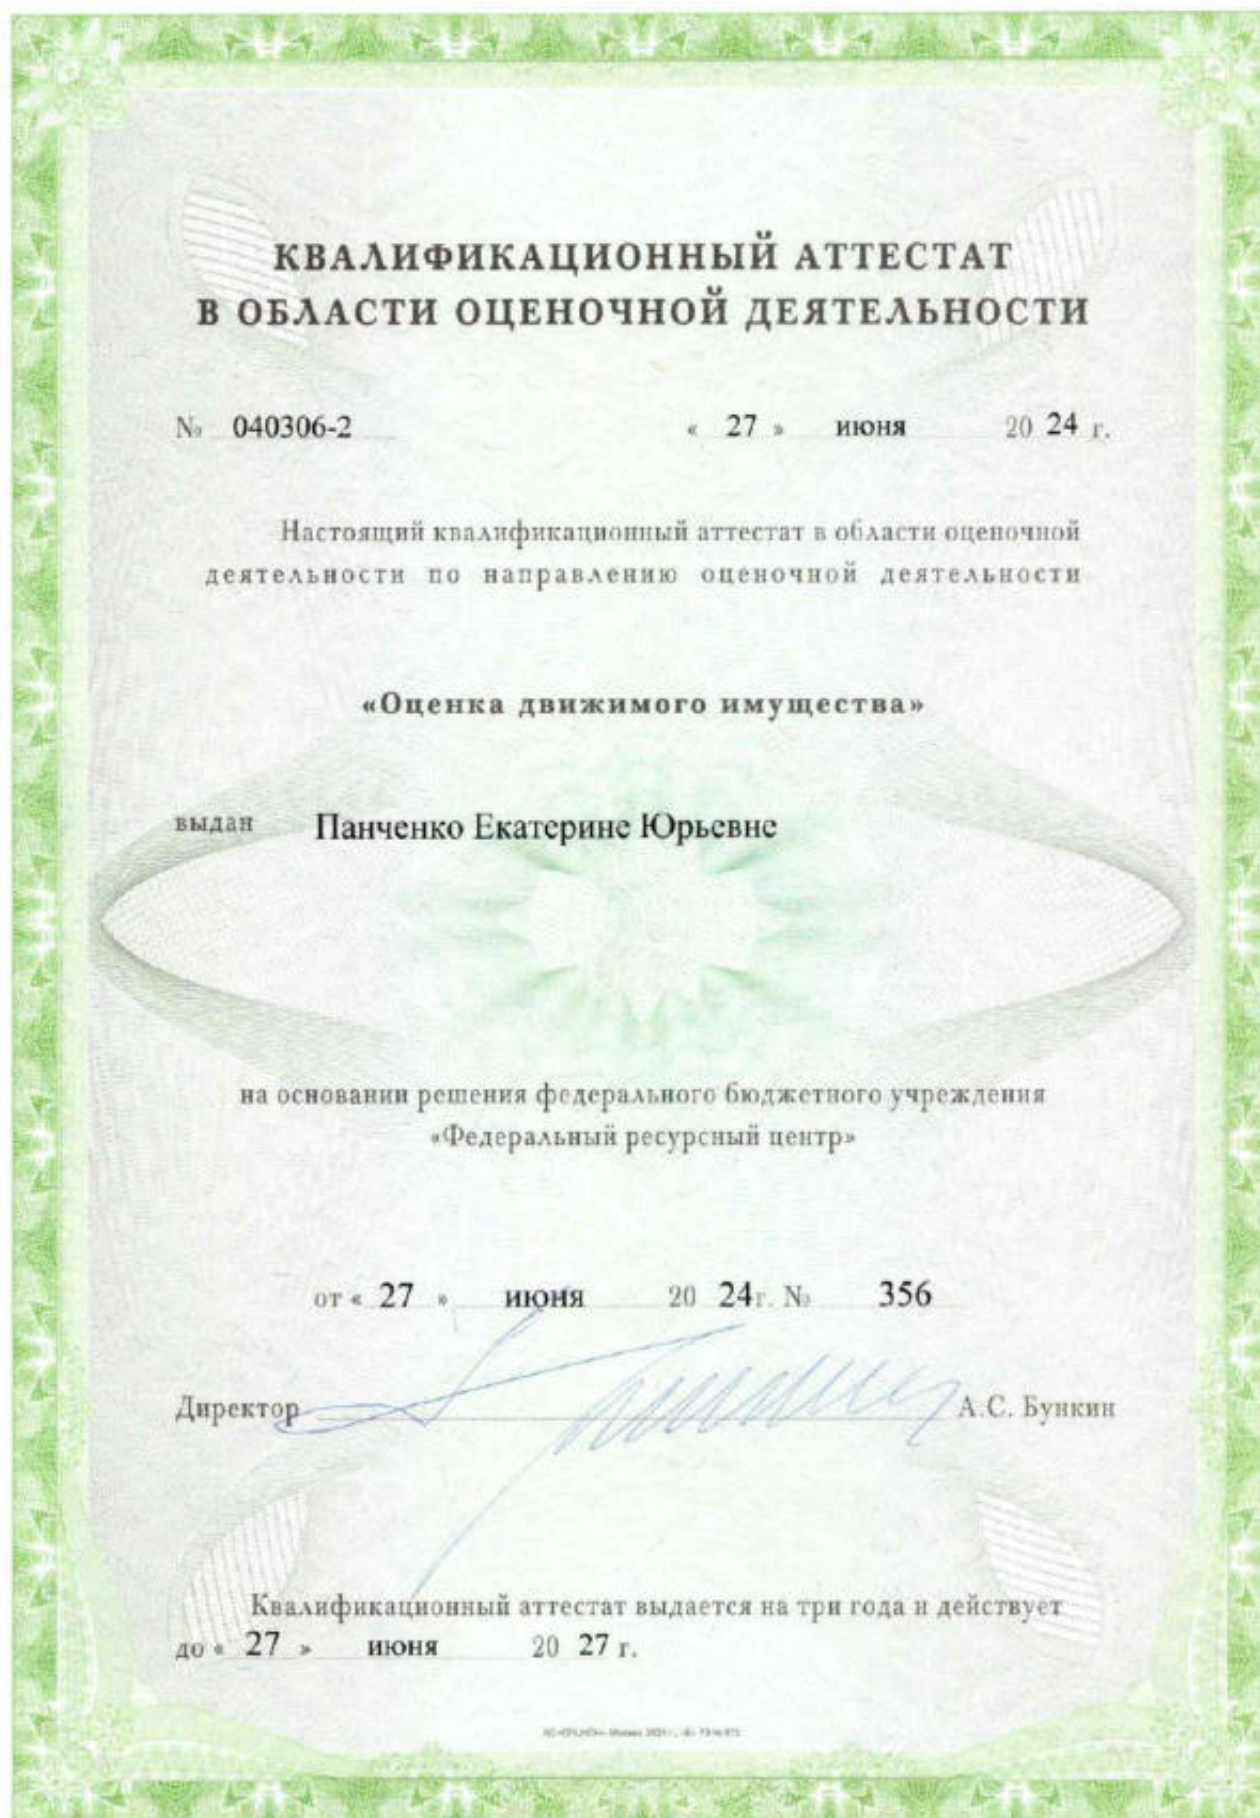 КВАЛИФИКАЦИОННЫЙ АТТЕСТАТ
В ОБЛАСТИ ОЦЕНОЧНОЙ ДЕЯТЕЛЬНОСТИ
№ 040306-2 « 27 » июня 20 24 г.
Настоящий квалификационный аттестат в области оценочной
деятельности по направлению оценочной деятельности
«Оценка движимого имущества»
выдан Панченко Екатерине Юрьевне
на основании решения федерального бюджетного учреждения
«Федеральный ресурсный центр»
от « 27 » июня 20 24г. № 356
Директор А.С. Бункин
Квалификационный аттестат выдается на три года и действует
до « 27 » июня 20 27 г.